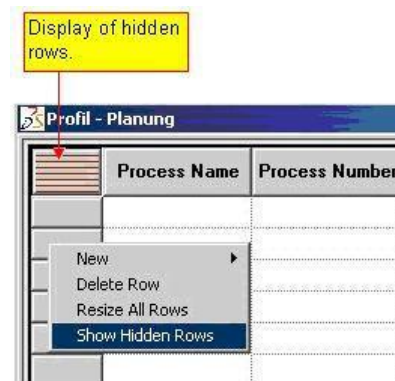 Display of hidden
rows.
Profil - Planung
Process Name Process Number
New
Delete Row
Resize All Rows
Show Hidden Rows